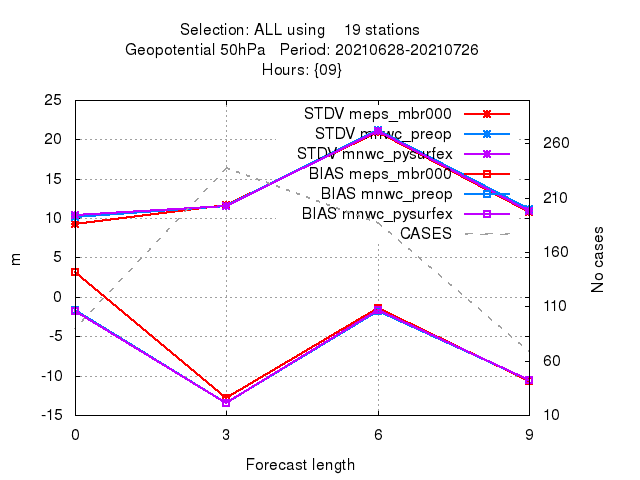 Selection: ALL using    19 stations
Geopotential 50hPa   Period: 20210628-20210726
Hours: {09}
25
20
15
10
5
0
-5
-10
-15
m
STDV meps_mbr000
STDV mnwc_preop
STDV mnwc_pysurfex
BIAS meps_mbr000
BIAS mnwc_preop
BIAS mnwc_pysurfex
CASES
260
210
160
110
60
10
No cases
0 3 6 9
Forecast length